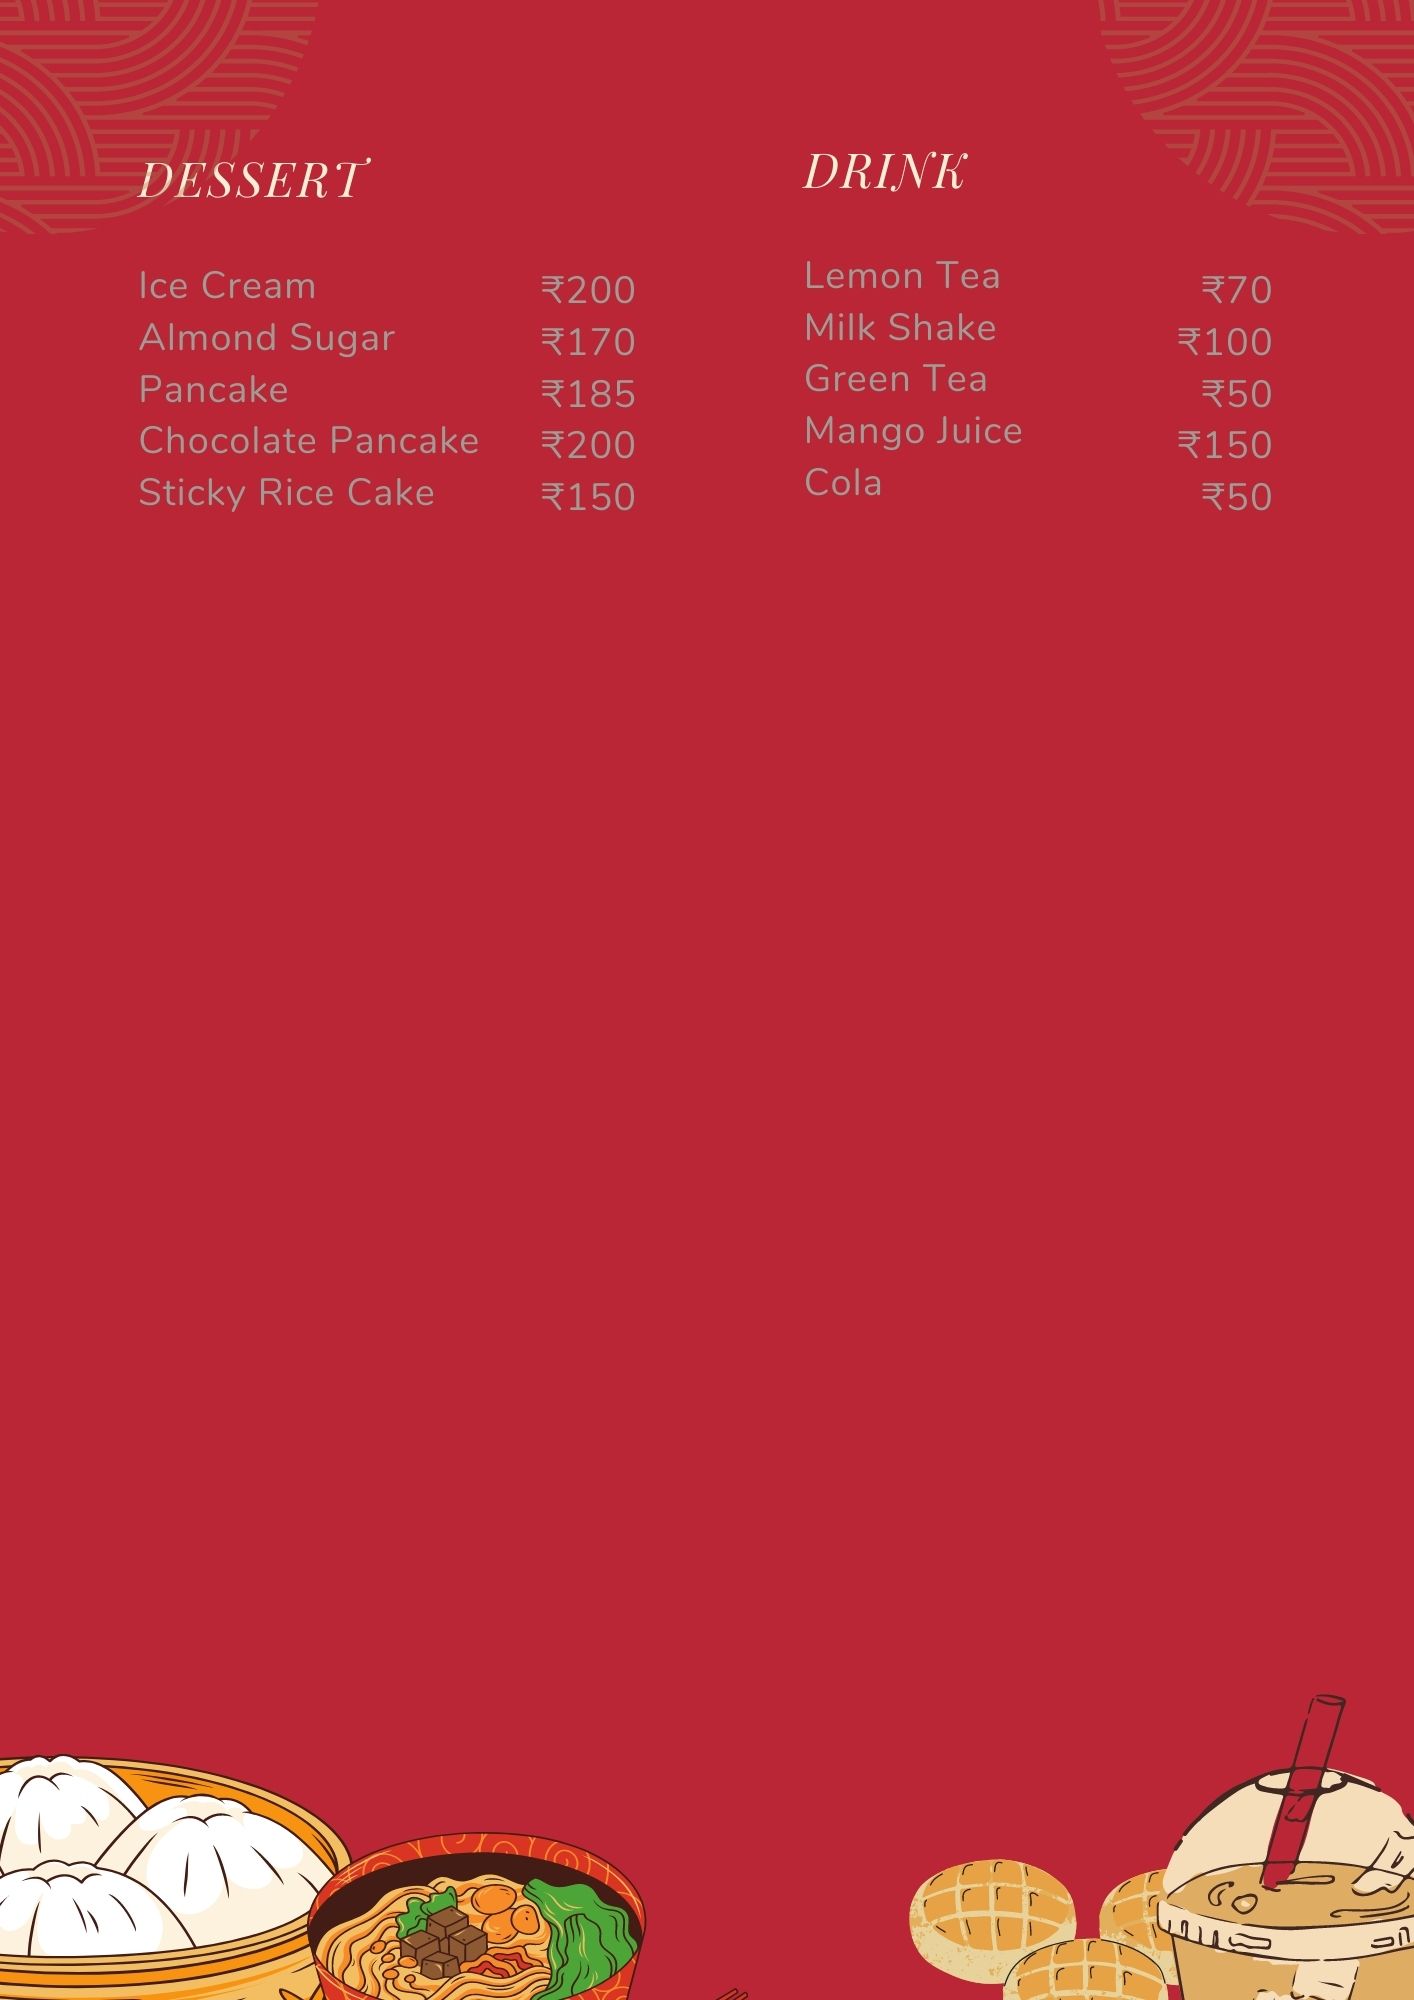 DESSERT
Ice Cream ₹200
Almond Sugar ₹170
Pancake ₹185
Chocolate Pancake ₹200
Sticky Rice Cake ₹150
DRINK
Lemon Tea ₹70
Milk Shake ₹100
Green Tea ₹50
Mango Juice ₹150
Cola ₹50